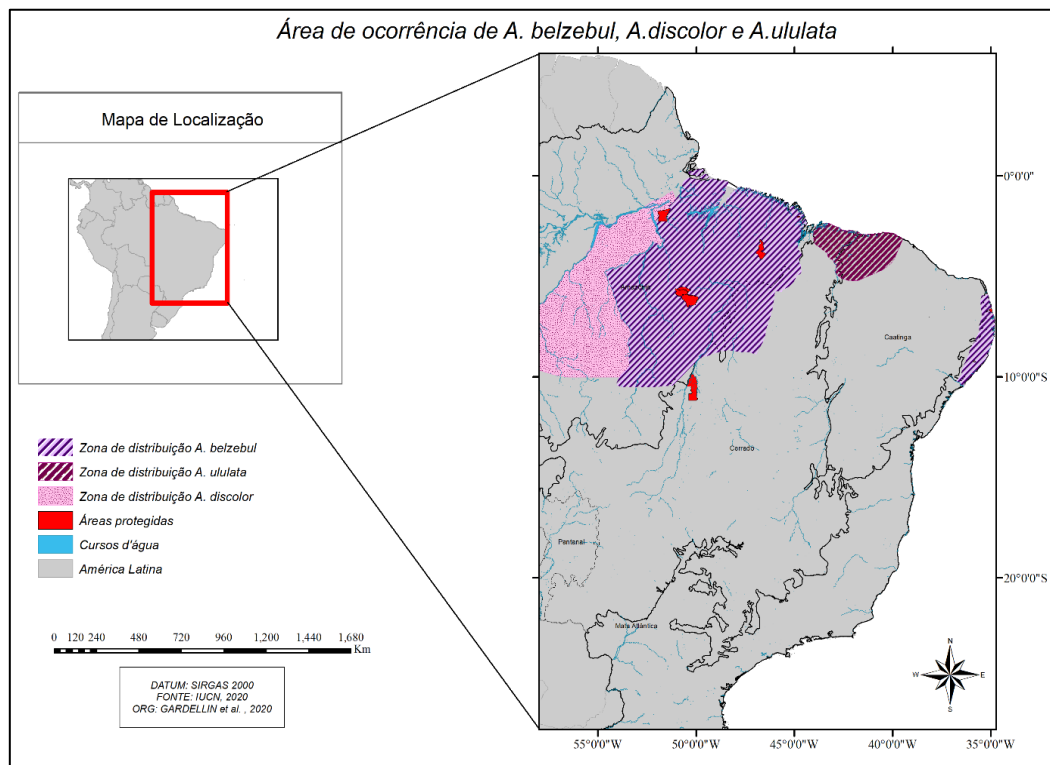 Área de ocorrência de A. belzebul, A.discolor e A.ululata
Mapa de Localização
Zona de distribuição A. belzebul
Zona de distribuição A. ululata
Zona de distribuição A. discolor
Áreas protegidas
Cursos d'água
América Latina
0 120 240 480 720 960 1,200 1,440 1,680
Km
DATUM: SIRGAS 2000
FONTE: IUCN, 2020
ORG: GARDELLIN et al. , 2020
0°0'0"
10°0'0"S
20°0'0"S
Caatinga
Cerrado
Pantanal
Mata Atlântica
N
W E
S
55°0'0"W 50°0'0"W 45°0'0"W 40°0'0"W 35°0'0"W